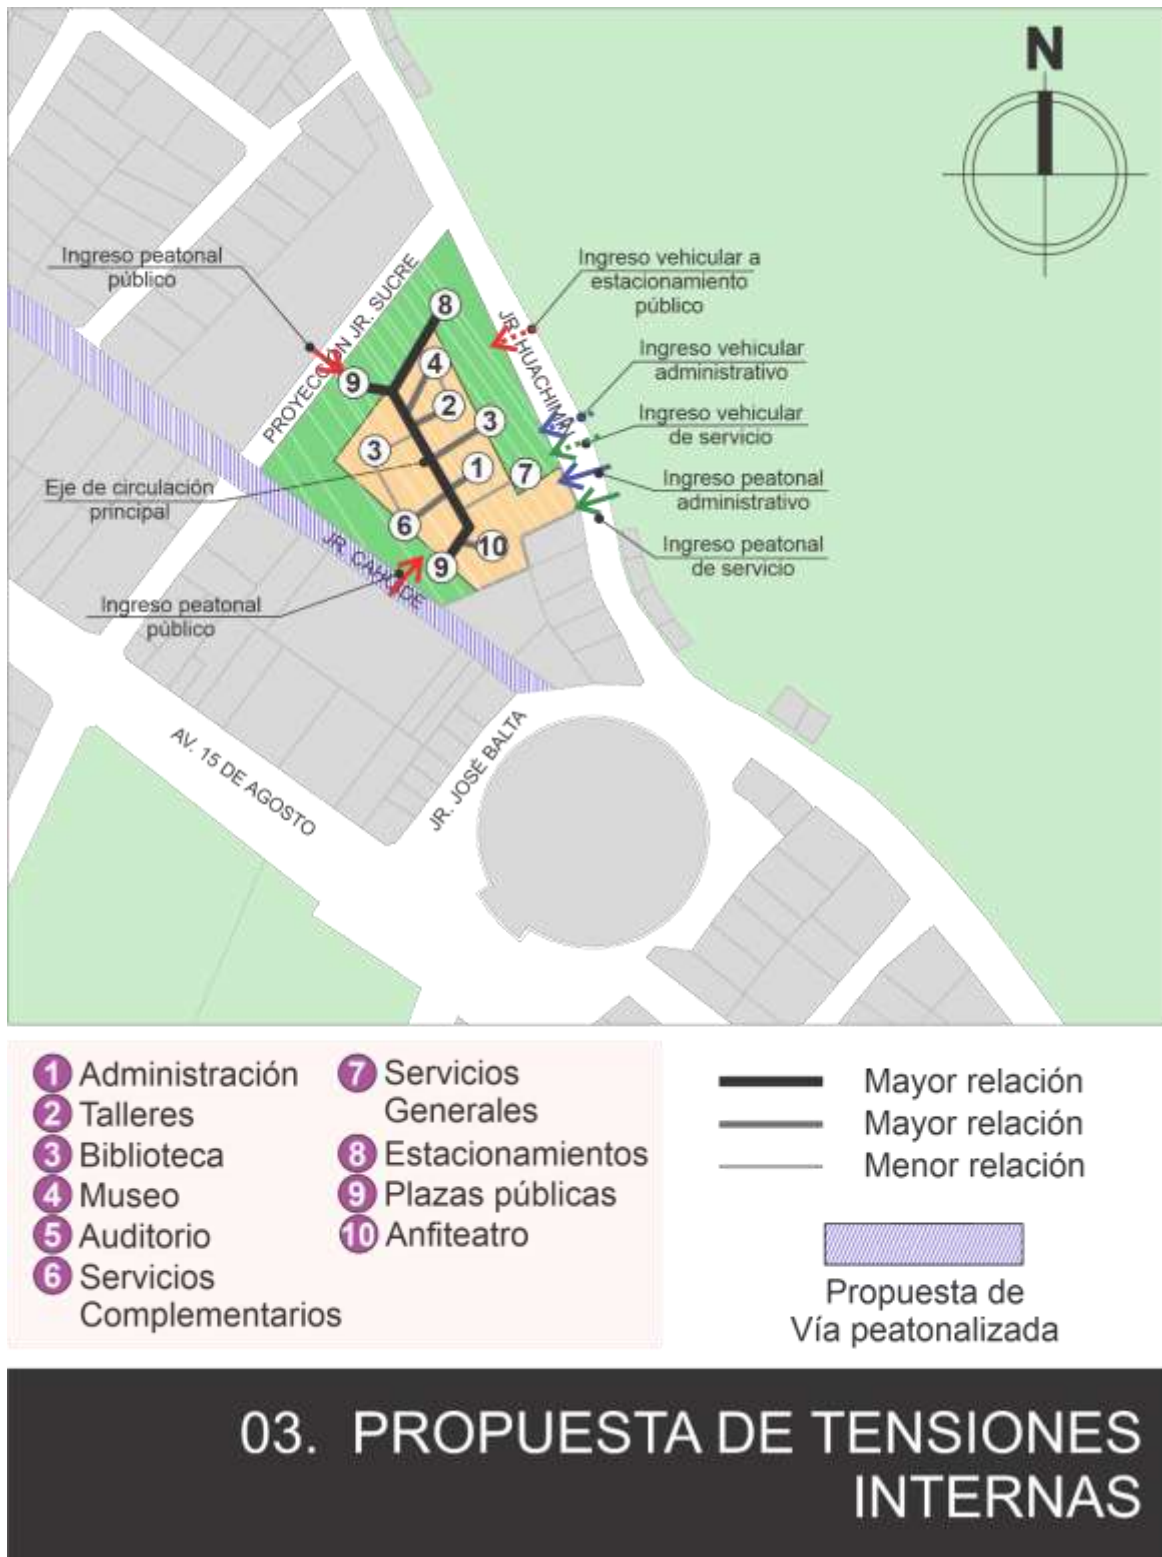 N
Ingreso peatonal
público
PROYECCIÓN JR. SUCRE
JR. HUACHIMA
Ingreso vehicular a
estacionamiento
público
Ingreso vehicular
administrativo
Ingreso vehicular
de servicio
Ingreso peatonal
administrativo
Ingreso peatonal
de servicio
8
4
9
2
3
3
1
7
6
10
9
Eje de circulación
principal
JR. CAHUIDE
Ingreso peatonal
público
AV. 15 DE AGOSTO
JR. JOSÉ BALTA
1 Administración
2 Talleres
3 Biblioteca
4 Museo
5 Auditorio
6 Servicios
Complementarios
7 Servicios
Generales
8 Estacionamientos
9 Plazas públicas
10 Anfiteatro
Mayor relación
Mayor relación
Menor relación
Propuesta de
Vía peatonalizada
03. PROPUESTA DE TENSIONES
INTERNAS